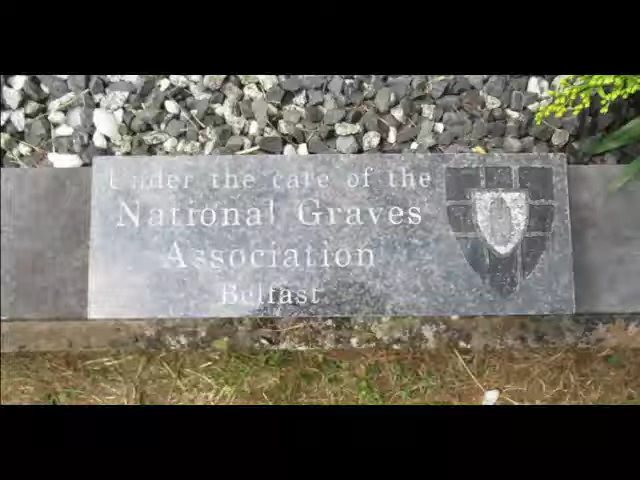 Under the care of the
National Graves
Association
Belfast